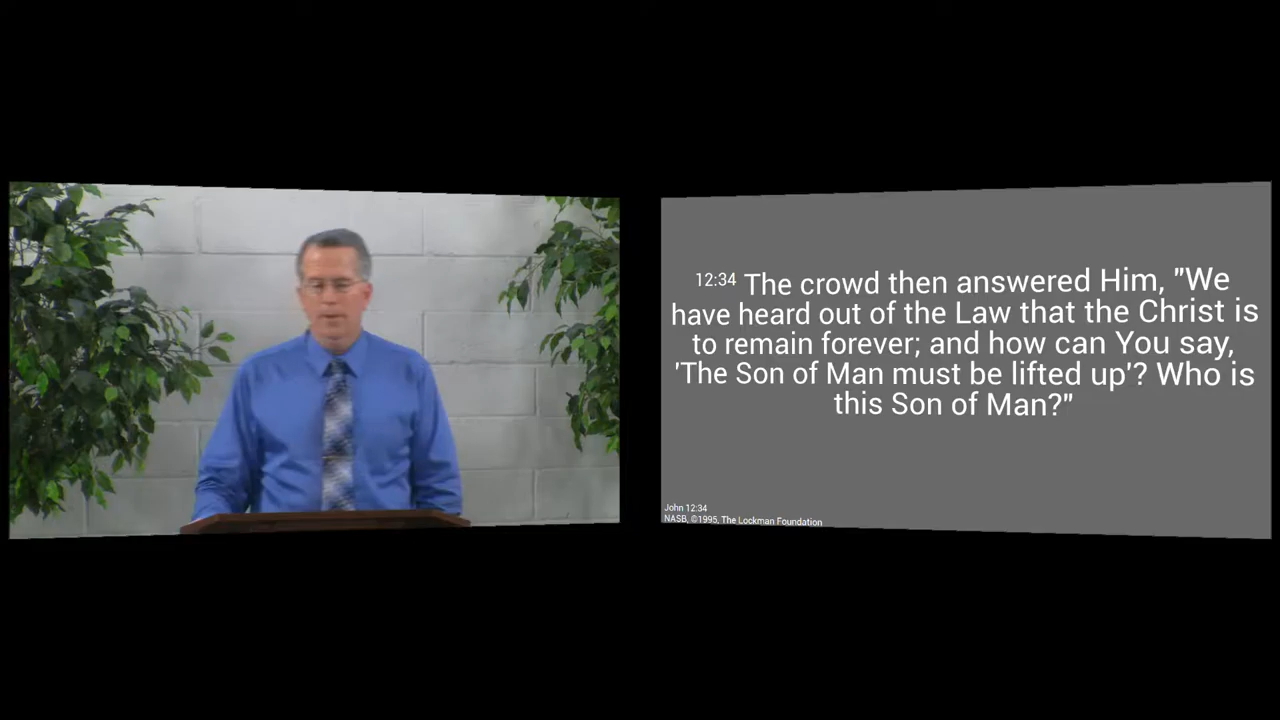 12:34 The crowd then answered Him, "We
have heard out of the Law that the Christ is
to remain forever; and how can You say,
'The Son of Man must be lifted up'? Who is
this Son of Man?"
John 12:34
NASB, ©1995, The Lockman Foundation